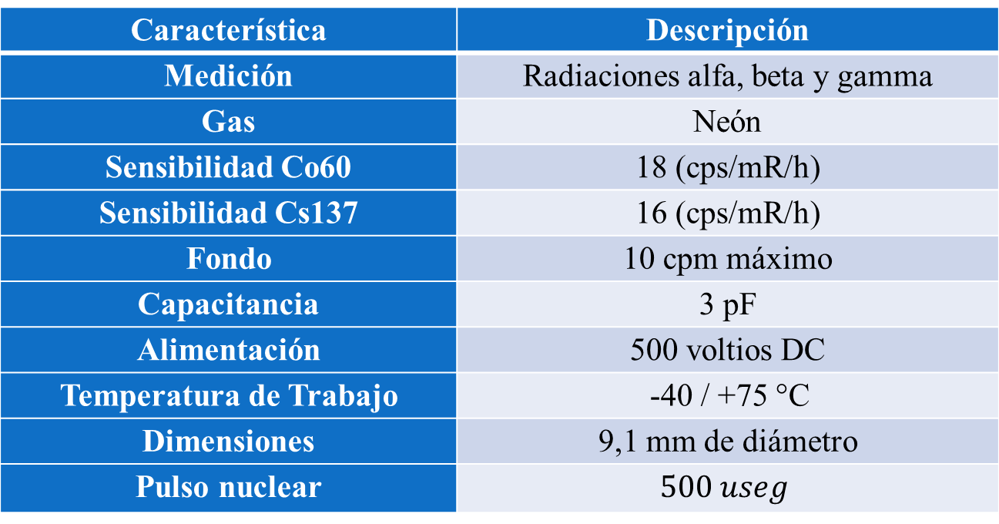 Característica Descripción
Medición Radiaciones alfa, beta y gamma
Gas Neón
Sensibilidad Co60 18 (cps/mR/h)
Sensibilidad Cs137 16 (cps/mR/h)
Fondo 10 cpm máximo
Capacitancia 3 pF
Alimentación 500 voltios DC
Temperatura de Trabajo -40 / +75 °C
Dimensiones 9,1 mm de diámetro
Pulso nuclear 500 useg